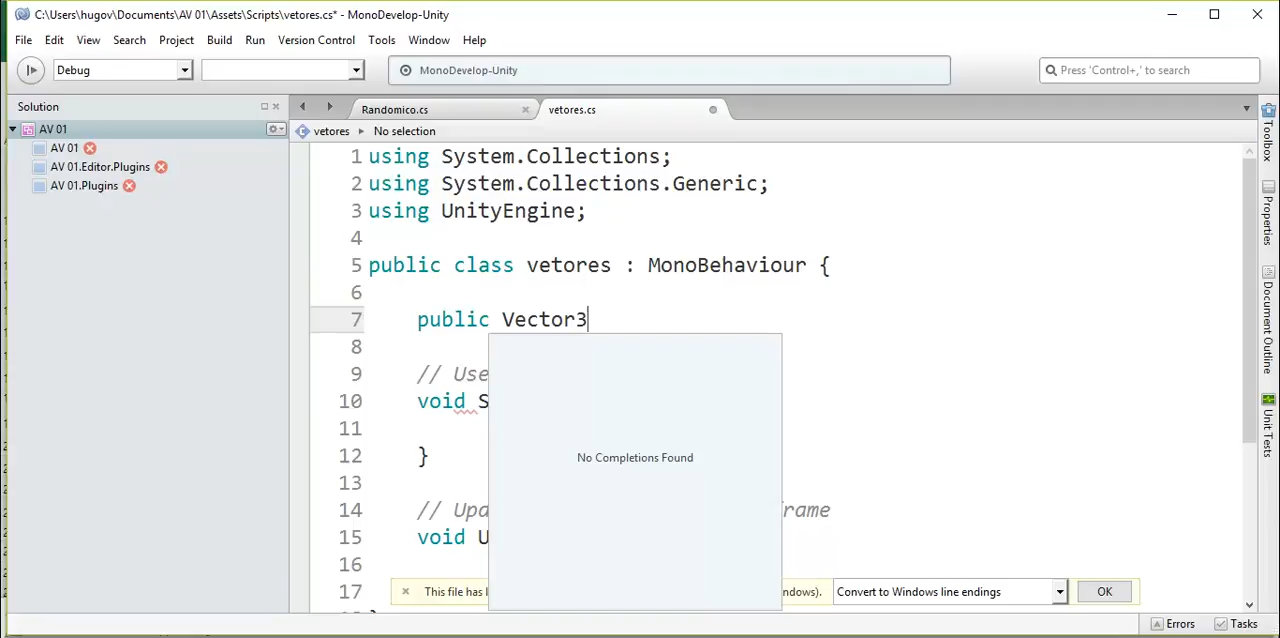 C:\Users\hugov\Documents\AV 01\Assets\Scripts\vetores.cs* - MonoDevelop-Unity
File Edit View Search Project Build Run Version Control Tools Window Help
Debug MonoDevelop-Unity Press 'Control+,' to search
Solution Randomico.cs vetores.cs
AV 01 vetores No selection
AV 01
AV 01.Editor.Plugins
AV 01.Plugins
1 using System.Collections;
2 using System.Collections.Generic;
3 using UnityEngine;
4
5 public class vetores : MonoBehaviour {
6
7 public Vector3
8
9 // Use
10 void S
11
12 }
13
14 // Upd rame
15 void U
16
17
No Completions Found
This file has l ndows). Convert to Windows line endings OK
Toolbox
Properties
Document Outline
Unit Tests
Errors Tasks